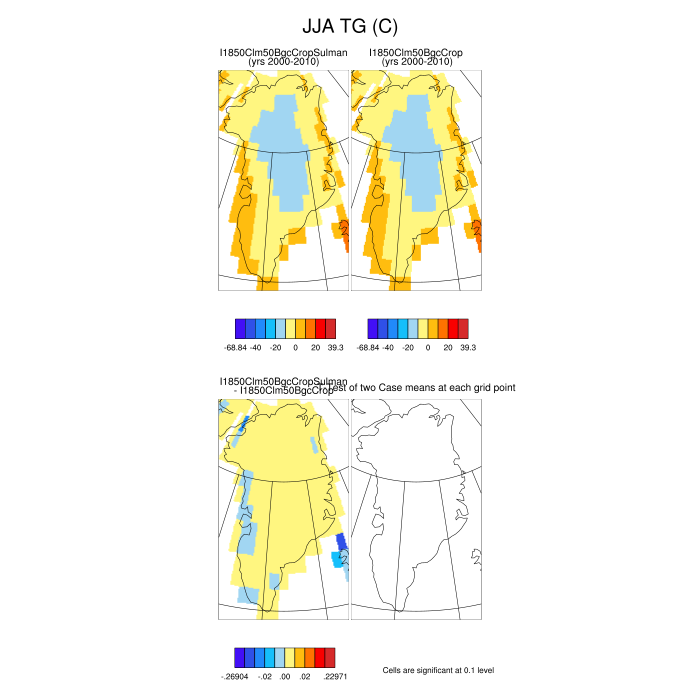 JJA TG (C)
I1850Clm50BgcCropSulman
(yrs 2000-2010)
I1850Clm50BgcCrop
(yrs 2000-2010)
-68.84 -40 -20 0 20 39.3
-68.84 -40 -20 0 20 39.3
I1850Clm50BgcCropSulman
- I1850Clm50BgcCrop
Test of two Case means at each grid point
-.26904 -.02 .00 .02 .22971
Cells are significant at 0.1 level